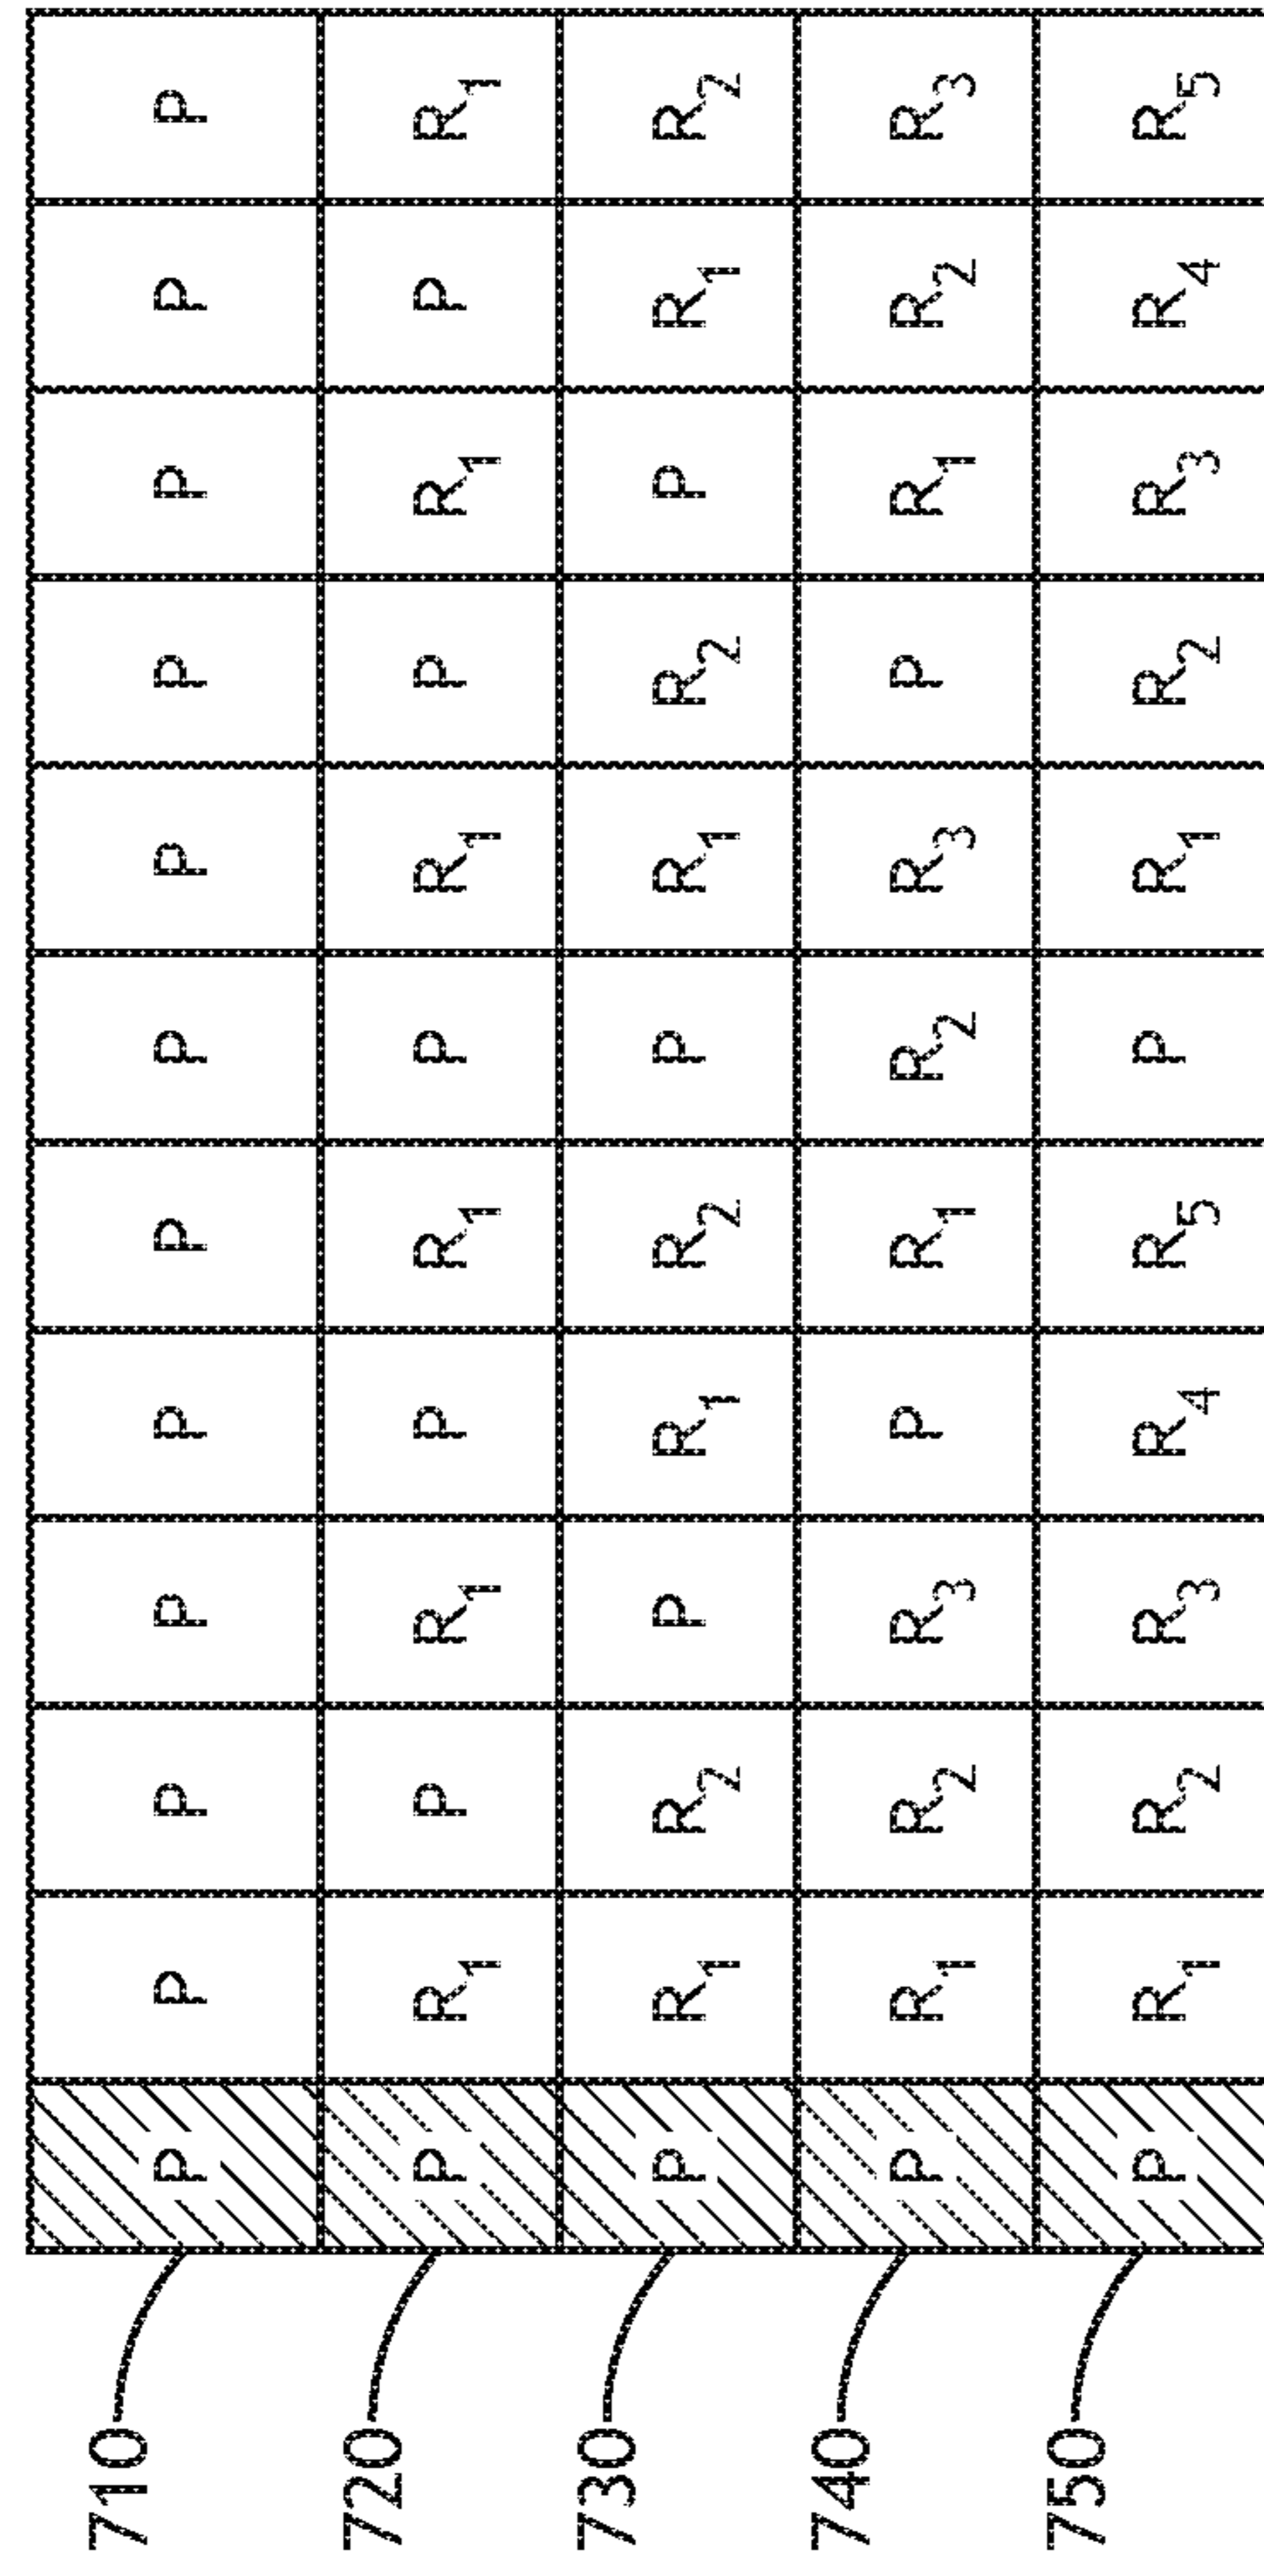 710 P P P P P P P P P P P P
720 P R1 P R1 P R1 P R1 P R1 P R1
730 P R1 R2 P R1 R2 P R1 R2 P R1 R2
740 P R1 R2 R3 P R1 R2 R3 P R1 R2 R3
750 P R1 R2 R3 R4 R5 P R1 R2 R3 R4 R5